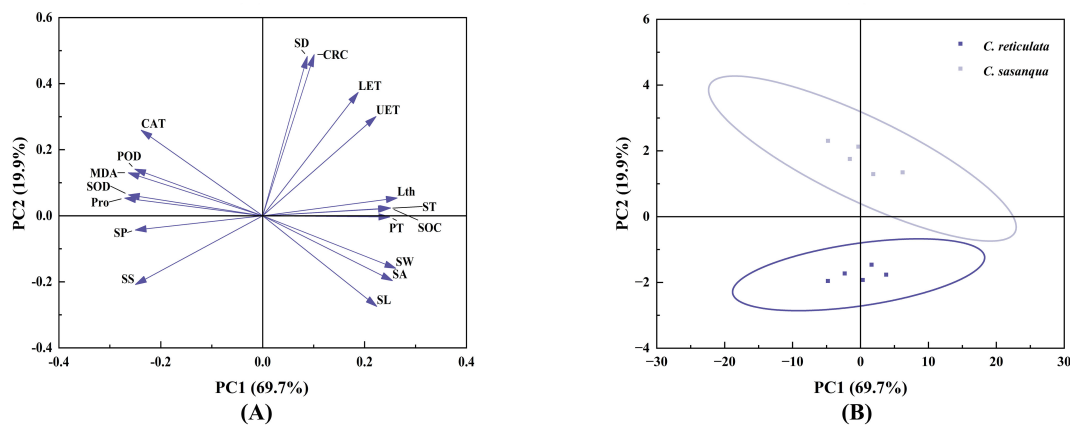 0.6
0.4
0.2
0.0
-0.2
-0.4
-0.4
-0.2
0.0
0.2
0.4
PC2 (19.9%)
PC1 (69.7%)
SD
CRC
LET
UET
CAT
POD
MDA
SOD
Pro
SP
SS
Lth
ST
PT
SOC
SW
SA
SL
(A)
6
4
2
0
−2
−4
−30
−20
−10
0
10
20
30
PC2 (19.9%)
PC1 (69.7%)
C. reticulata
C. sasanqua
(B)